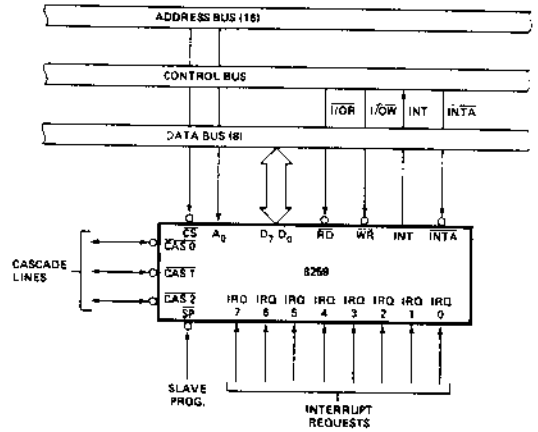 ADDRESS BUS (16)
CONTROL BUS
I/OR I/OW INT INTA
DATA BUS (8)
CS A0 D7 D0 RD WR INT INTA
CAS 0
CASCADE
LINES
CAS 1
8259
CAS 2
IRQ IRQ IRQ IRQ IRQ IRQ IRQ IRQ
SP 7 6 5 4 3 2 1 0
SLAVE
PROG.
INTERRUPT
REQUESTS